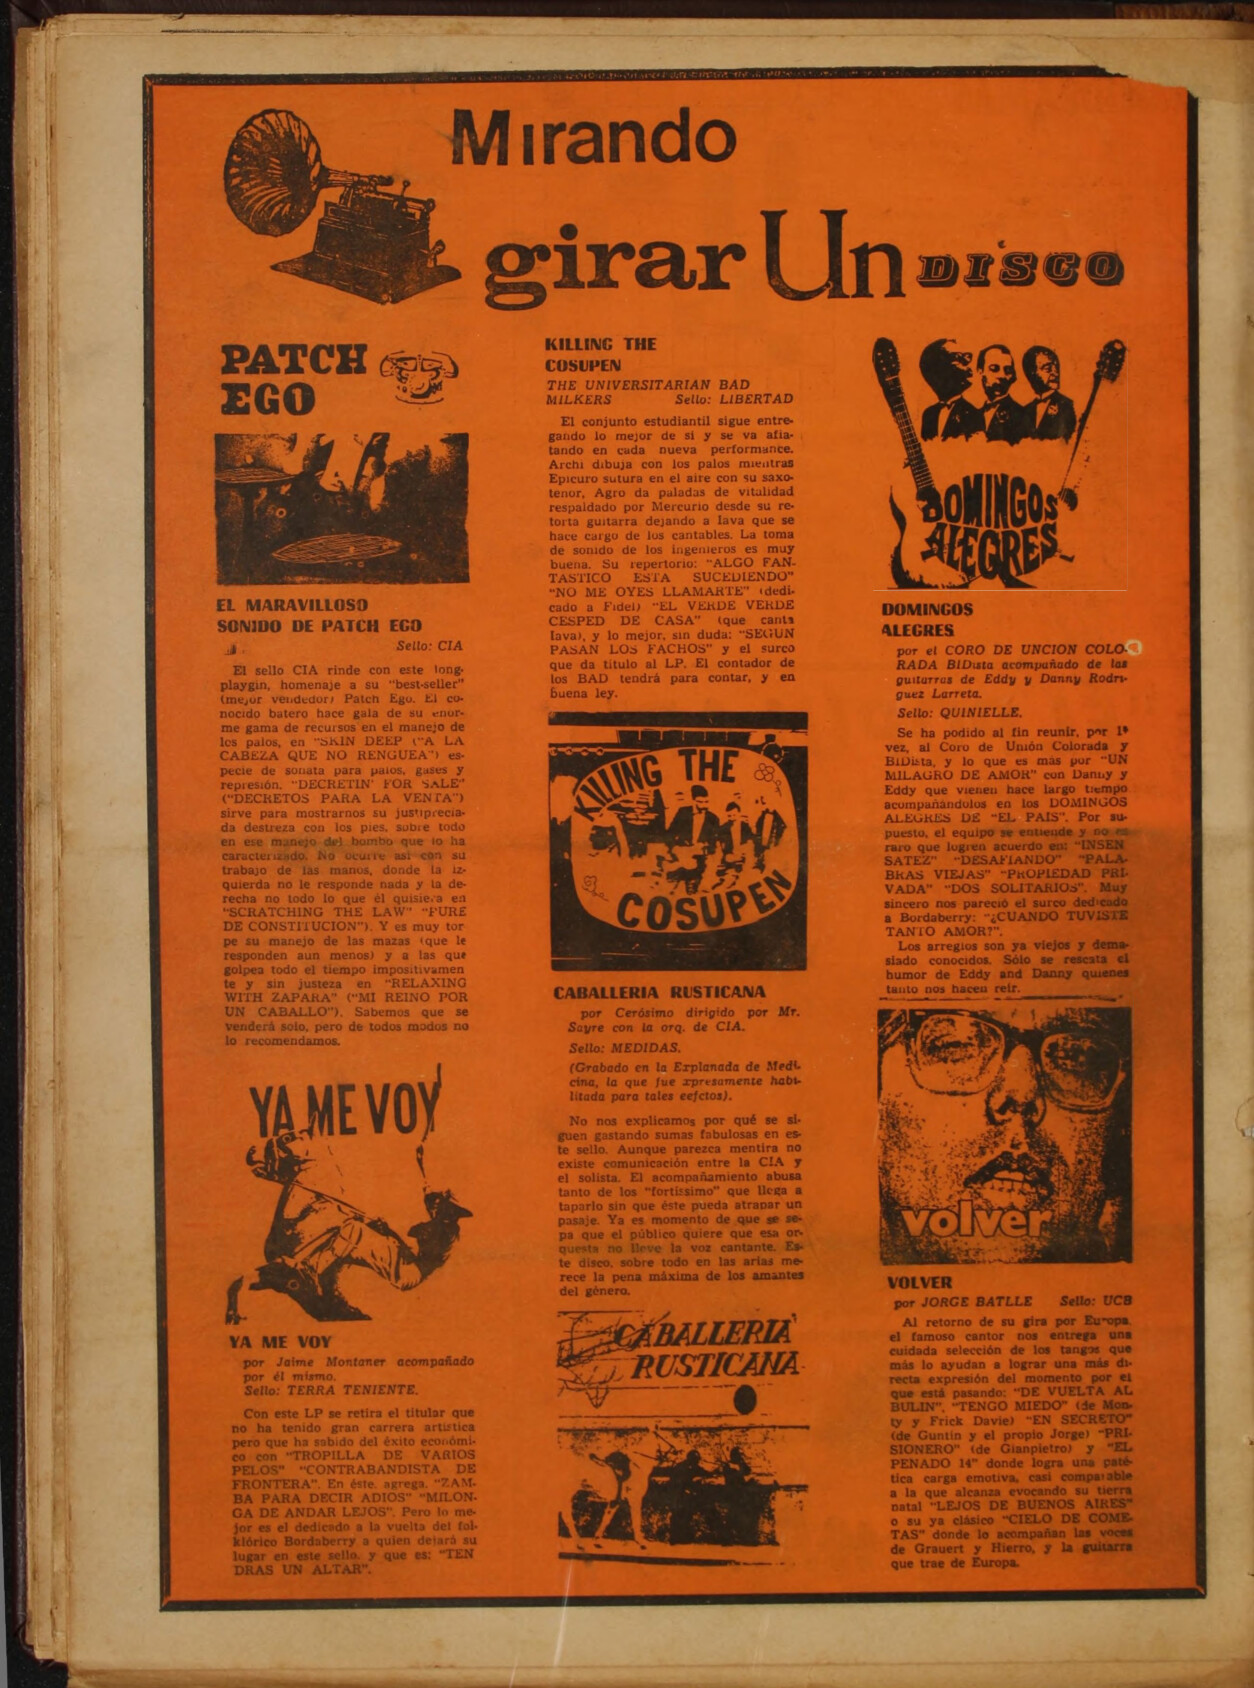 Mirando
girar Un DISCO
PATCH
EGO
EL MARAVILLOSO
SONIDO DE PATCH EGO
Sello: CIA
El sello CIA rinde con este long-
playgin, homenaje a su "best-seller"
(mejor vendedor) Patch Ego. El co-
nocido batero hace gala de su enor-
me gama de recursos en el manejo de
los palos, en "SKIN DEEP ("A LA
CABEZA QUE NO RENGUEA") es-
pecie de sonata para palos, gases y
represión. "DECRETIN' FOR SALE"
("DECRETOS PARA LA VENTA")
sirve para mostrarnos su justiprecia-
da destreza con los pies, sobre todo
en ese manejo del bombo que lo ha
caracterizado. No ocurre así con su
trabajo de las manos, donde la iz-
quierda no le responde nada y la de-
recha no todo lo que él quisiera en
"SCRATCHING THE LAW" "PURE
DE CONSTITUCION"). Y es muy tor
pe su manejo de las mazas (que le
responden aun menos) y a las que
golpea todo el tiempo impositivamen
te y sin justeza en "RELAXING
WITH ZAPARA" ("MI REINO POR
UN CABALLO"). Sabemos que se
venderá solo, pero de todos modos no
lo recomendamos.
YA ME VOY
YA ME VOY
por Jaime Montaner acompañado
por él mismo.
Sello: TERRA TENIENTE.
Con este LP se retira el titular que
no ha tenido gran carrera artística
pero que ha sabido del éxito económi-
co con "TROPILLA DE VARIOS
PELOS" "CONTRABANDISTA DE
FRONTERA". En éste, agrega. "ZAM-
BA PARA DECIR ADIOS" "MILON-
GA DE ANDAR LEJOS". Pero lo me-
jor es el dedicado a la vuelta del fol-
klórico Bordaberry a quien dejará su
lugar en este sello, y que es: "TEN
DRAS UN ALTAR".
KILLING THE
COSUPEN
THE UNIVERSITARIAN BAD
MILKERS Sello: LIBERTAD
El conjunto estudiantil sigue entre-
gando lo mejor de si y se va afia-
tando en cada nueva performance.
Archi dibuja con los palos mientras
Epicuro sutura en el aire con su saxo-
tenor, Agro da paladas de vitalidad
respaldado por Mercurio desde su re-
torta guitarra dejando a Iava que se
hace cargo de los cantables. La toma
de sonido de los ingenieros es muy
buena. Su repertorio: "ALGO FAN-
TASTICO ESTA SUCEDIENDO"
"NO ME OYES LLAMARTE" (dedi-
cado a Fidel) "EL VERDE VERDE
CESPED DE CASA" (que canta
Iava), y lo mejor, sin duda: "SEGUN
PASAN LOS FACHOS" y el surco
que da titulo al LP. El contador de
los BAD tendrá para contar, y en
buena ley.
KILLING THE
COSUPEN
CABALLERIA RUSTICANA
por Cerósimo dirigido por Mr.
Sayre con la orq. de CIA.
Sello: MEDIDAS.
(Grabado en la Explanada de Medi-
cina, la que fue xpresamente habi-
litada para tales eefctos).
No nos explicamos por qué se si-
guen gastando sumas fabulosas en es-
te sello. Aunque parezca mentira no
existe comunicación entre la CIA y
el solista. El acompañamiento abusa
tanto de los "fortíssimo" que llega a
taparlo sin que éste pueda atrapar un
pasaje. Ya es momento de que se se-
pa que el público quiere que esa or-
questa no lleve la voz cantante. Es-
te disco, sobre todo en las arias me-
rece la pena máxima de los amantes
del género.
CABALLERIA
RUSTICANA
DOMINGOS
ALEGRES
DOMINGOS
ALEGRES
por el CORO DE UNCION COLO-
RADA BIDista acompañado de las
guitarras de Eddy y Danny Rodri-
guez Larreta.
Sello: QUINIELLE.
Se ha podido al fin reunir, por 1ª
vez, al Coro de Unión Colorada y
BIDista, y lo que es más por "UN
MILAGRO DE AMOR" con Danny y
Eddy que vienen hace largo tiempo
acompañándolos en los DOMINGOS
ALEGRES DE "EL PAIS". Por su-
puesto, el equipo se entiende y no es
raro que logren acuerdo en: "INSEN
SATEZ" "DESAFIANDO" "PALA-
BRAS VIEJAS" "PROPIEDAD PRI-
VADA" "DOS SOLITARIOS". Muy
sincero nos pareció el surco dedicado
a Bordaberry: "¿CUANDO TUVISTE
TANTO AMOR?".
Los arreglos son ya viejos y dema-
siado conocidos. Sólo se rescata el
humor de Eddy and Danny quienes
tanto nos hacen reír.
volver
VOLVER
por JORGE BATLLE Sello: UCB
Al retorno de su gira por Europa,
el famoso cantor nos entrega una
cuidada selección de los tangos que
más lo ayudan a lograr una más di-
recta expresión del momento por el
que está pasando: "DE VUELTA AL
BULIN", "TENGO MIEDO" (de Mon-
ty y Frick Davie) "EN SECRETO"
(de Guntin y el propio Jorge) "PRI-
SIONERO" (de Gianpietro) y "EL
PENADO 14" donde logra una paté-
tica carga emotiva, casi comparable
a la que alcanza evocando su tierra
natal "LEJOS DE BUENOS AIRES"
o su ya clásico "CIELO DE COME-
TAS" donde lo acompañan las voces
de Grauert y Hierro, y la guitarra
que trae de Europa.